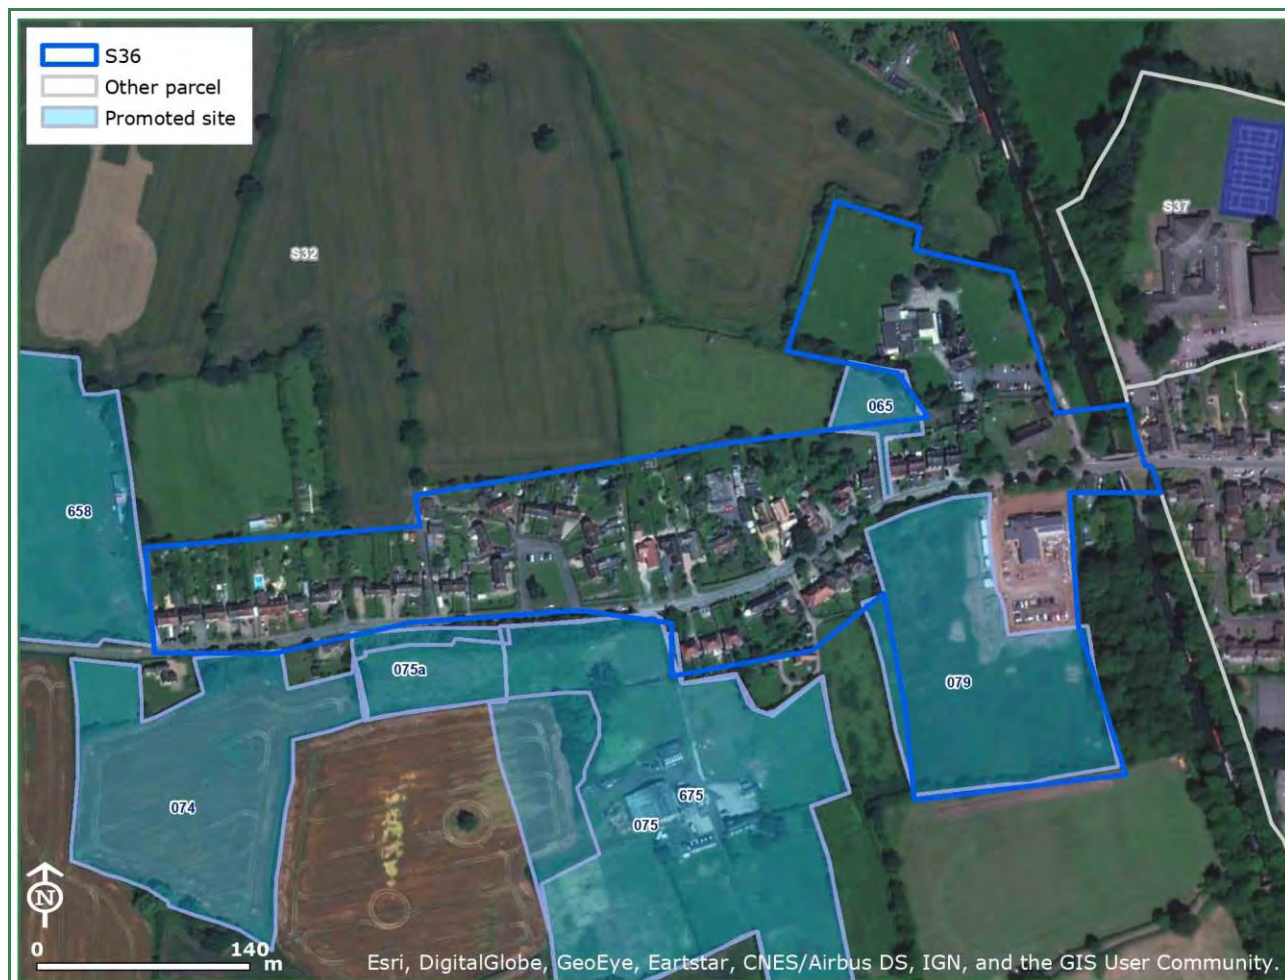 S36
Other parcel
Promoted site
S37
S32
065
658
075a
079
675
074
075
N
0 140
m
Esri, DigitalGlobe, GeoEye, Eartstar, CNES/Airbus DS, IGN, and the GIS User Community